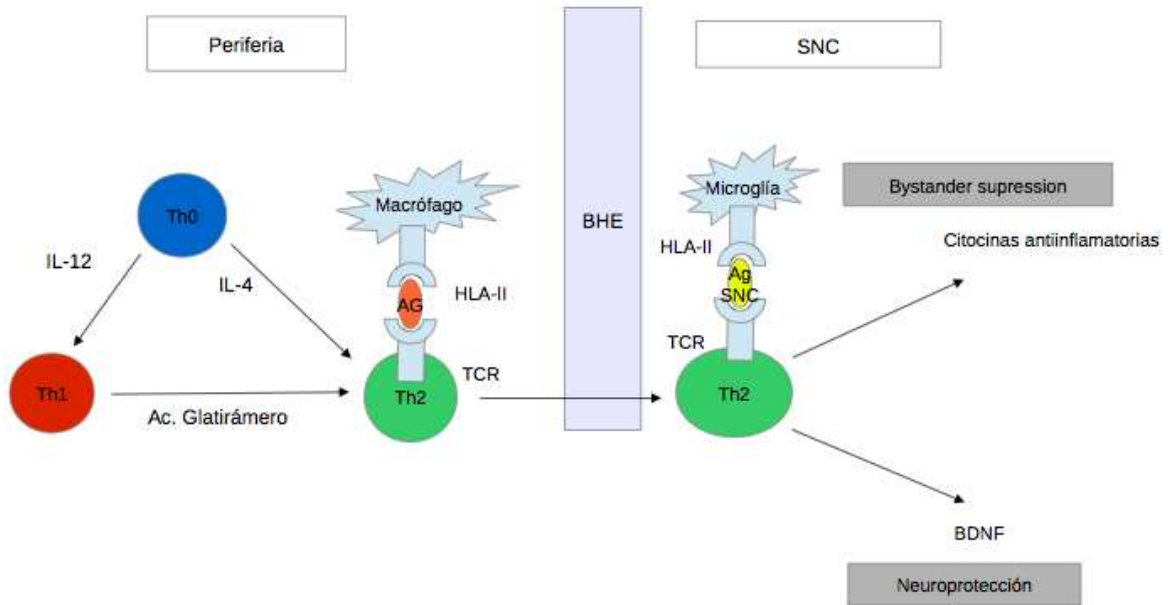 Periferia
SNC
Th0
IL-12
IL-4
Th1
Ac. Glatirámero
Macrófago
AG
HLA-II
TCR
Th2
BHE
Microglía
HLA-II
Ag
SNC
TCR
Th2
Bystander supression
Citocinas antiinflamatorias
BDNF
Neuroprotección